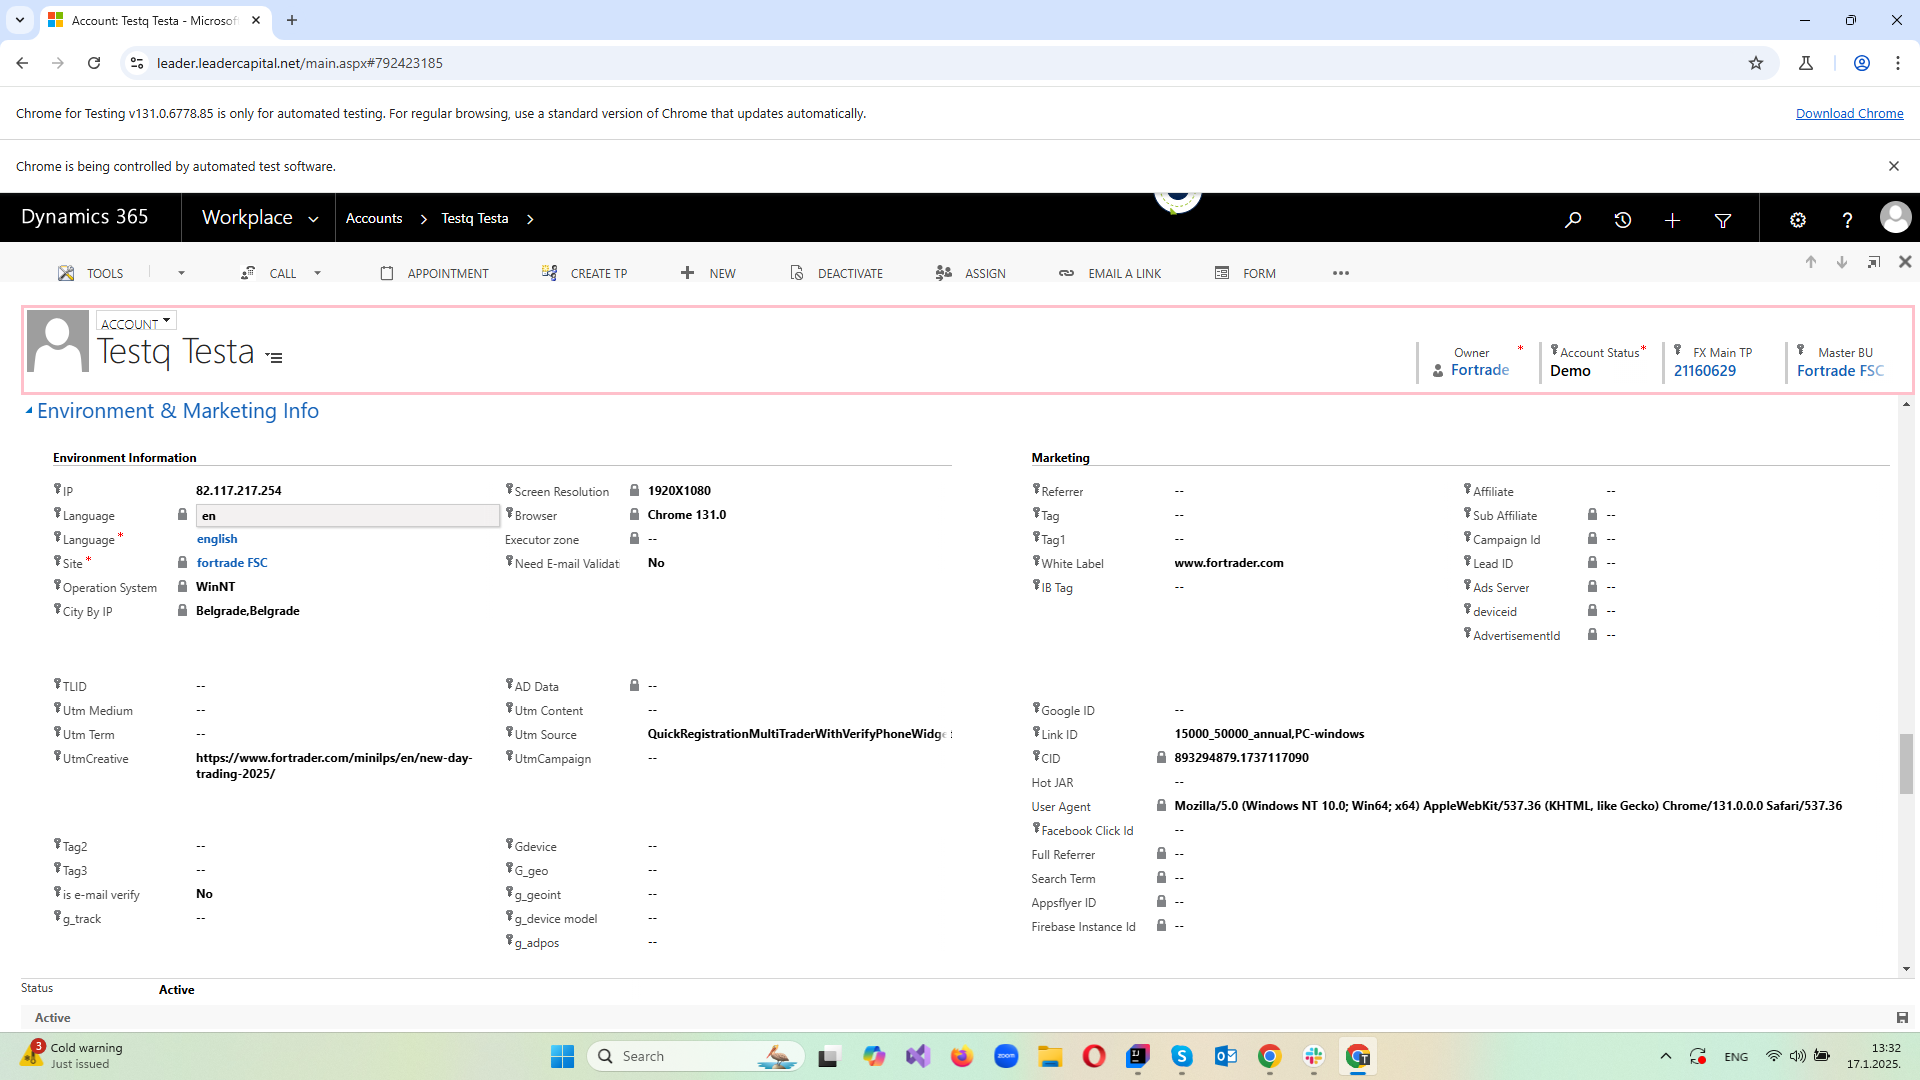 Account: Testq Testa - Microsof
leader.leadercapital.net/main.aspx#792423185
Chrome for Testing v131.0.6778.85 is only for automated testing. For regular browsing, use a standard version of Chrome that updates automatically.
Download Chrome
Chrome is being controlled by automated test software.
Dynamics 365
Workplace
Accounts
Testq Testa
TOOLS
CALL
APPOINTMENT
CREATE TP
NEW
DEACTIVATE
ASSIGN
EMAIL A LINK
FORM
ACCOUNT
Testq Testa
Owner *
Fortrade
Account Status *
Demo
FX Main TP
21160629
Master BU
Fortrade FSC
Environment & Marketing Info
Environment Information
IP 82.117.217.254
Language en
Language * english
Site * fortrade FSC
Operation System WinNT
City By IP Belgrade,Belgrade
Screen Resolution 1920X1080
Browser Chrome 131.0
Executor zone --
Need E-mail Validat No
TLID --
Utm Medium --
Utm Term --
UtmCreative https://www.fortrader.com/minilps/en/new-day-
trading-2025/
AD Data --
Utm Content --
Utm Source QuickRegistrationMultiTraderWithVerifyPhoneWidge
UtmCampaign --
Tag2 --
Tag3 --
is e-mail verify No
g_track --
Gdevice --
G_geo --
g_geoint --
g_device model --
g_adpos --
Marketing
Referrer --
Tag --
Tag1 --
White Label www.fortrader.com
IB Tag --
Affiliate --
Sub Affiliate --
Campaign Id --
Lead ID --
Ads Server --
deviceid --
AdvertisementId --
Google ID --
Link ID 15000_50000_annual,PC-windows
CID 893294879.1737117090
Hot JAR --
User Agent Mozilla/5.0 (Windows NT 10.0; Win64; x64) AppleWebKit/537.36 (KHTML, like Gecko) Chrome/131.0.0.0 Safari/537.36
Facebook Click Id --
Full Referrer --
Search Term --
Appsflyer ID --
Firebase Instance Id --
Status Active
Active
3
Cold warning
Just issued
Search
zoom
ENG
13:32
17.1.2025.